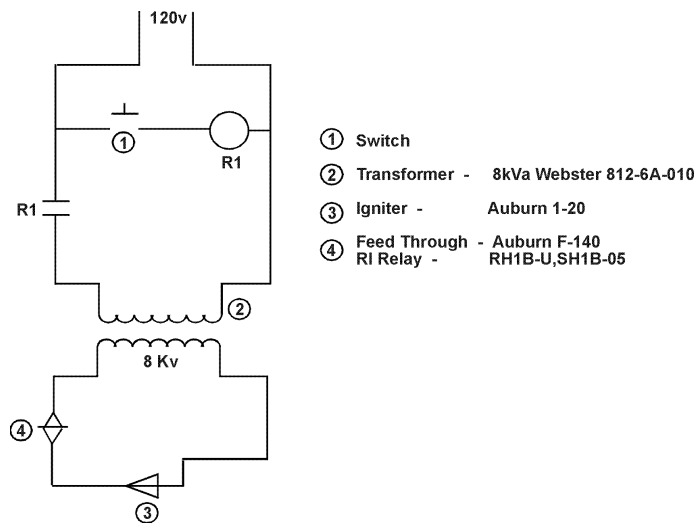 120v
1
R1
R1
2
8 Kv
4
3
1 Switch
2 Transformer - 8kVa Webster 812-6A-010
3 Igniter - Auburn 1-20
4 Feed Through - Auburn F-140
RI Relay - RH1B-U,SH1B-05